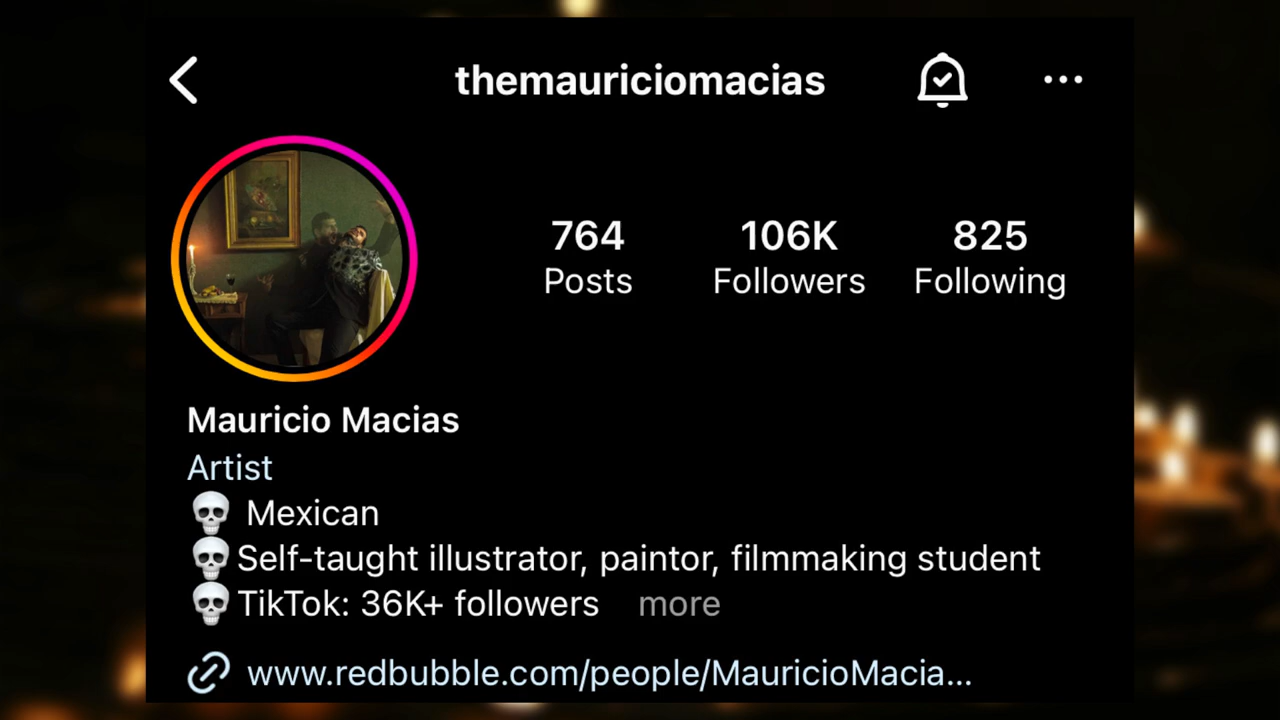 themauriciomacias
764 106K 825
Posts Followers Following
Mauricio Macias
Artist
💀 Mexican
💀Self-taught illustrator, paintor, filmmaking student
💀TikTok: 36K+ followers more
www.redbubble.com/people/MauricioMacia...